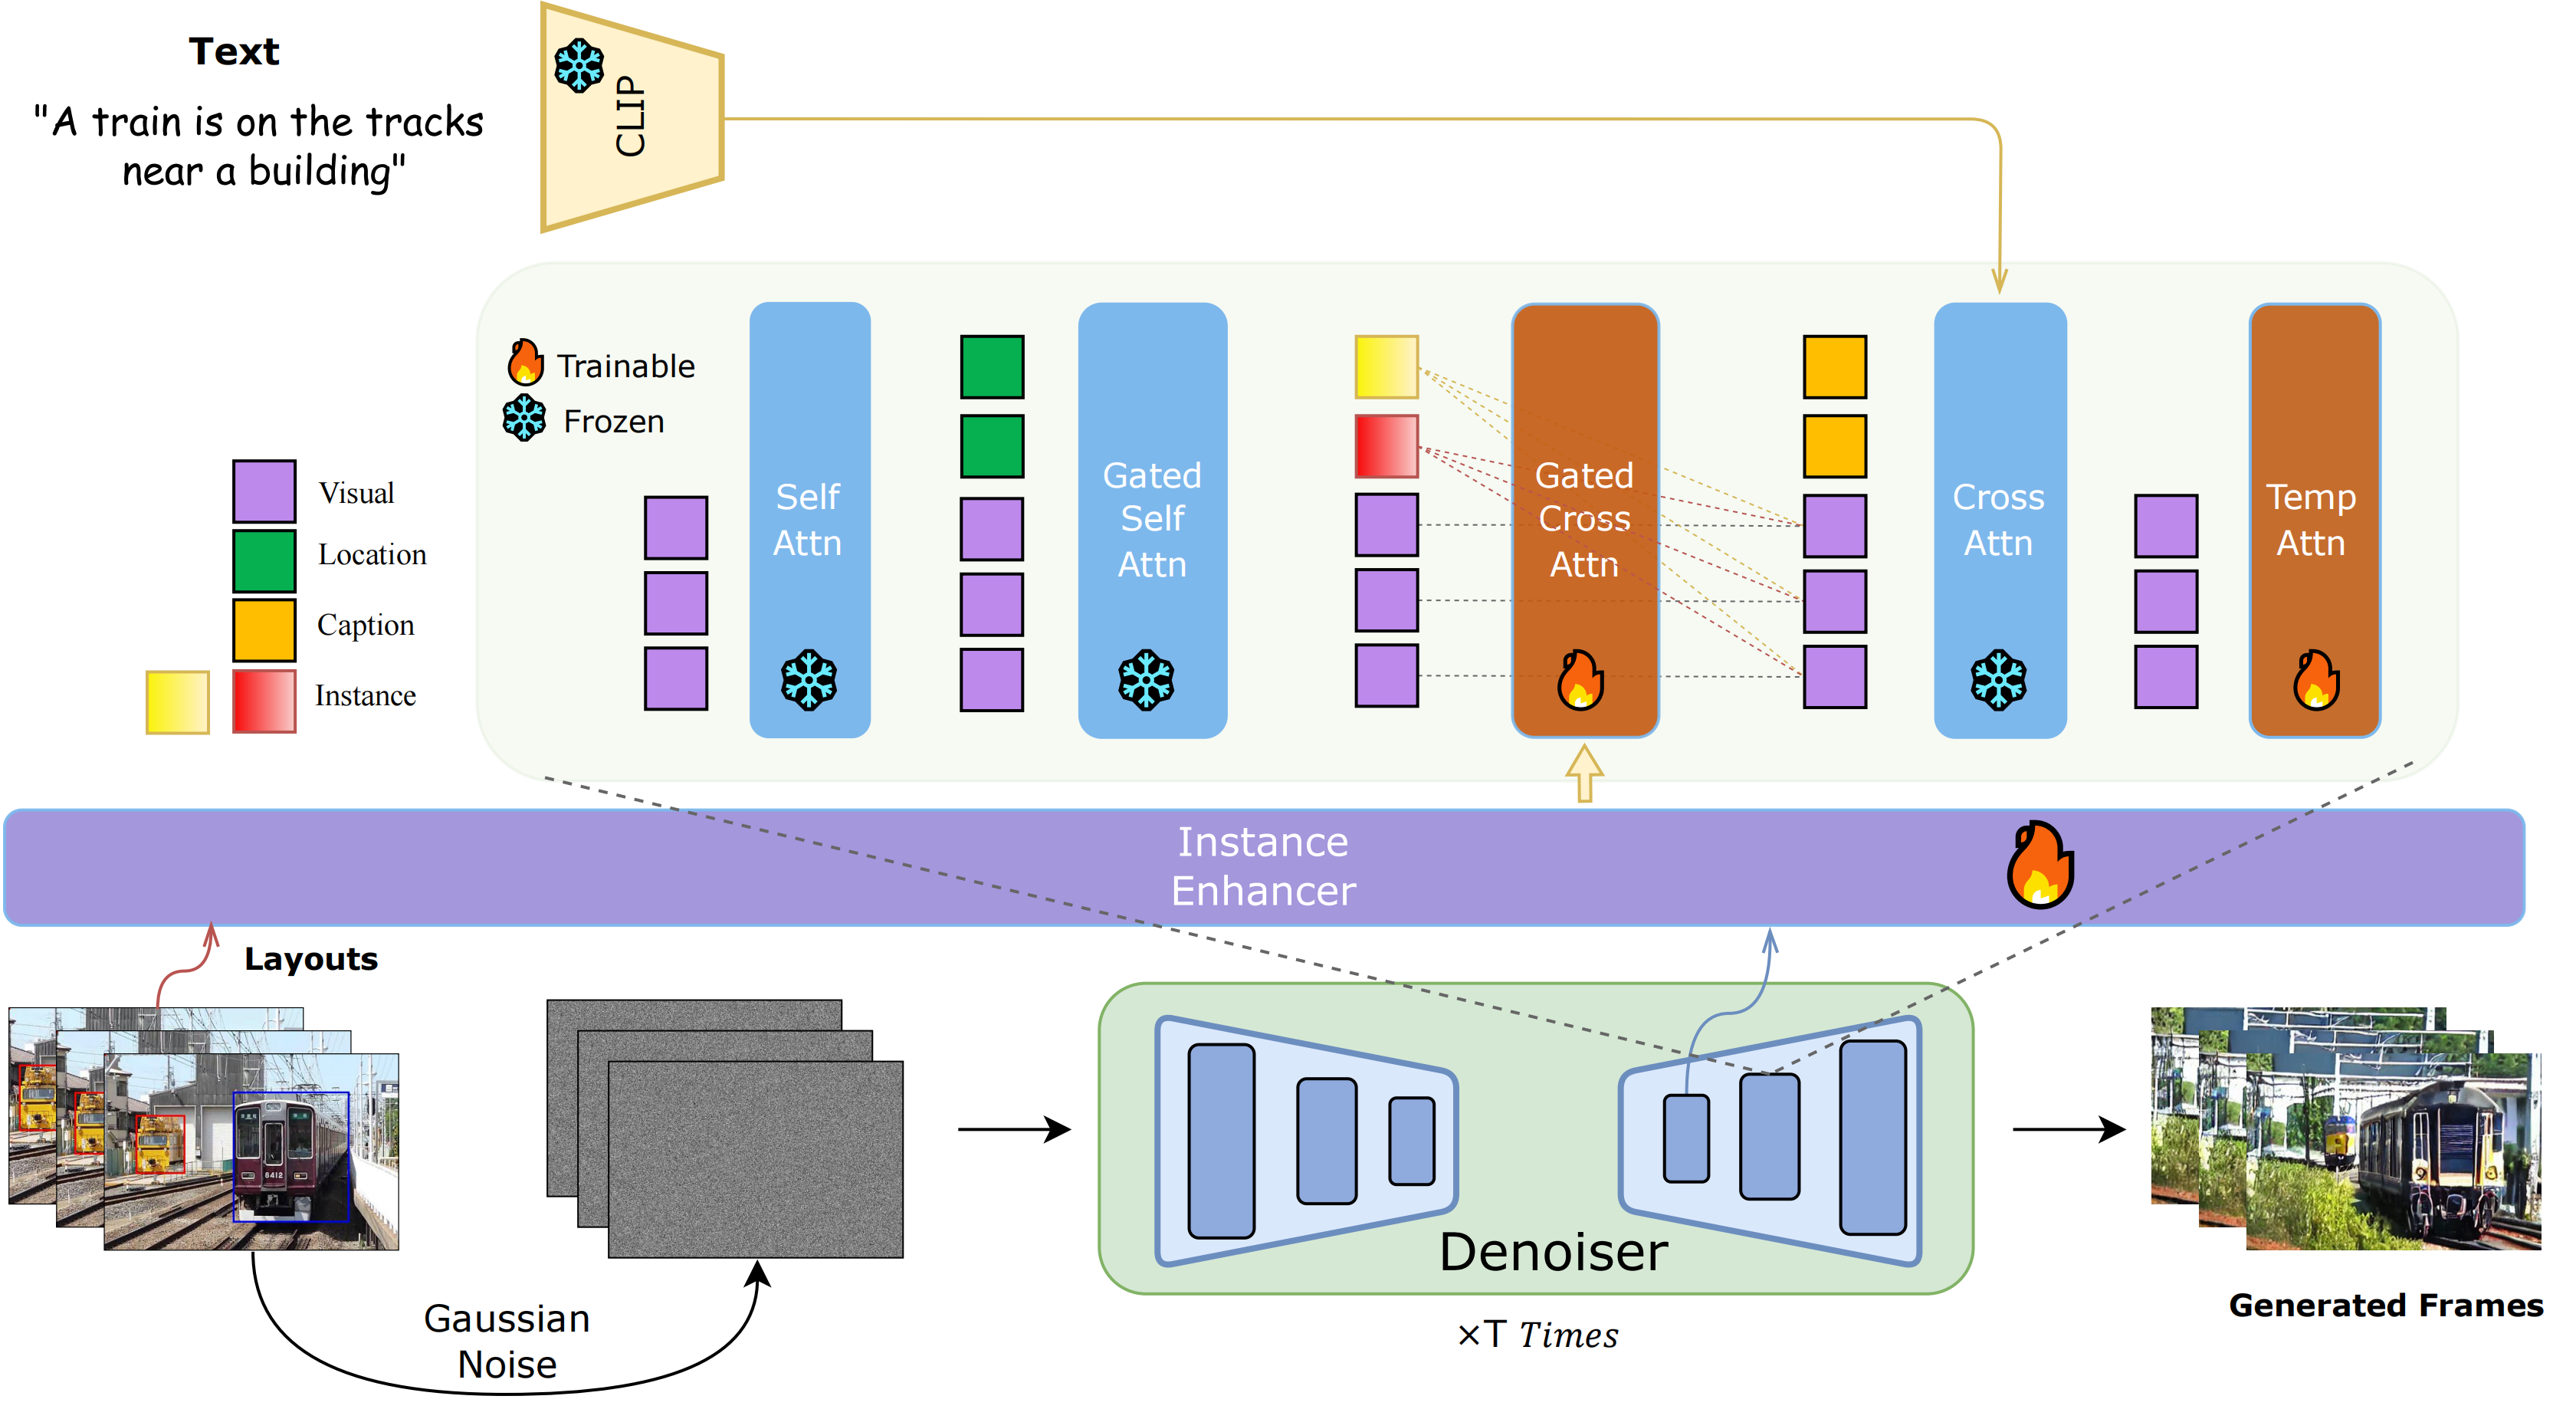 Text
"A train is on the tracks
near a building"
CLIP
Trainable
Frozen
Visual
Location
Caption
Instance
Self
Attn
Gated
Self
Attn
Gated
Cross
Attn
Cross
Attn
Temp
Attn
Instance
Enhancer
Layouts
8412
Gaussian
Noise
Denoiser
×T Times
Generated Frames